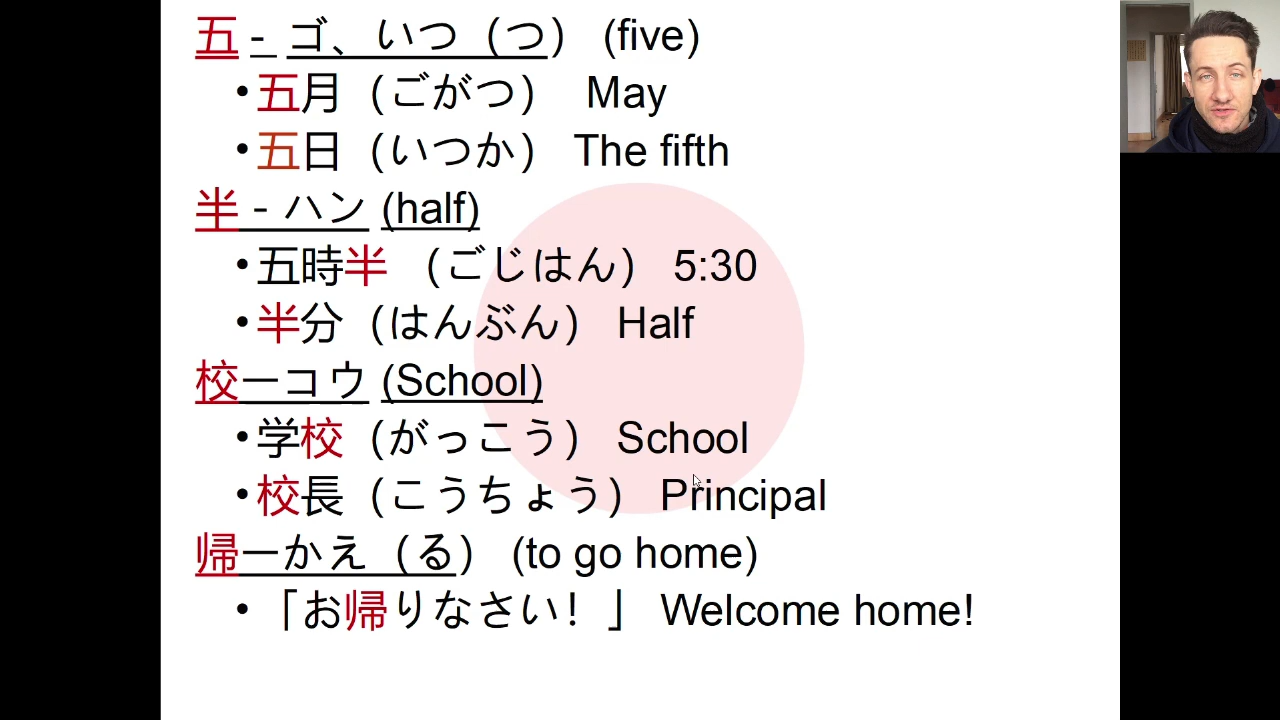 五 - ゴ、いつ（つ） (five)
•五月（ごがつ） May
•五日（いつか） The fifth
半 - ハン (half)
•五時半 （ごじはん） 5:30
•半分（はんぶん） Half
校ーコウ (School)
•学校（がっこう） School
•校長（こうちょう） Principal
帰ーかえ（る） (to go home)
•「お帰りなさい！」 Welcome home!